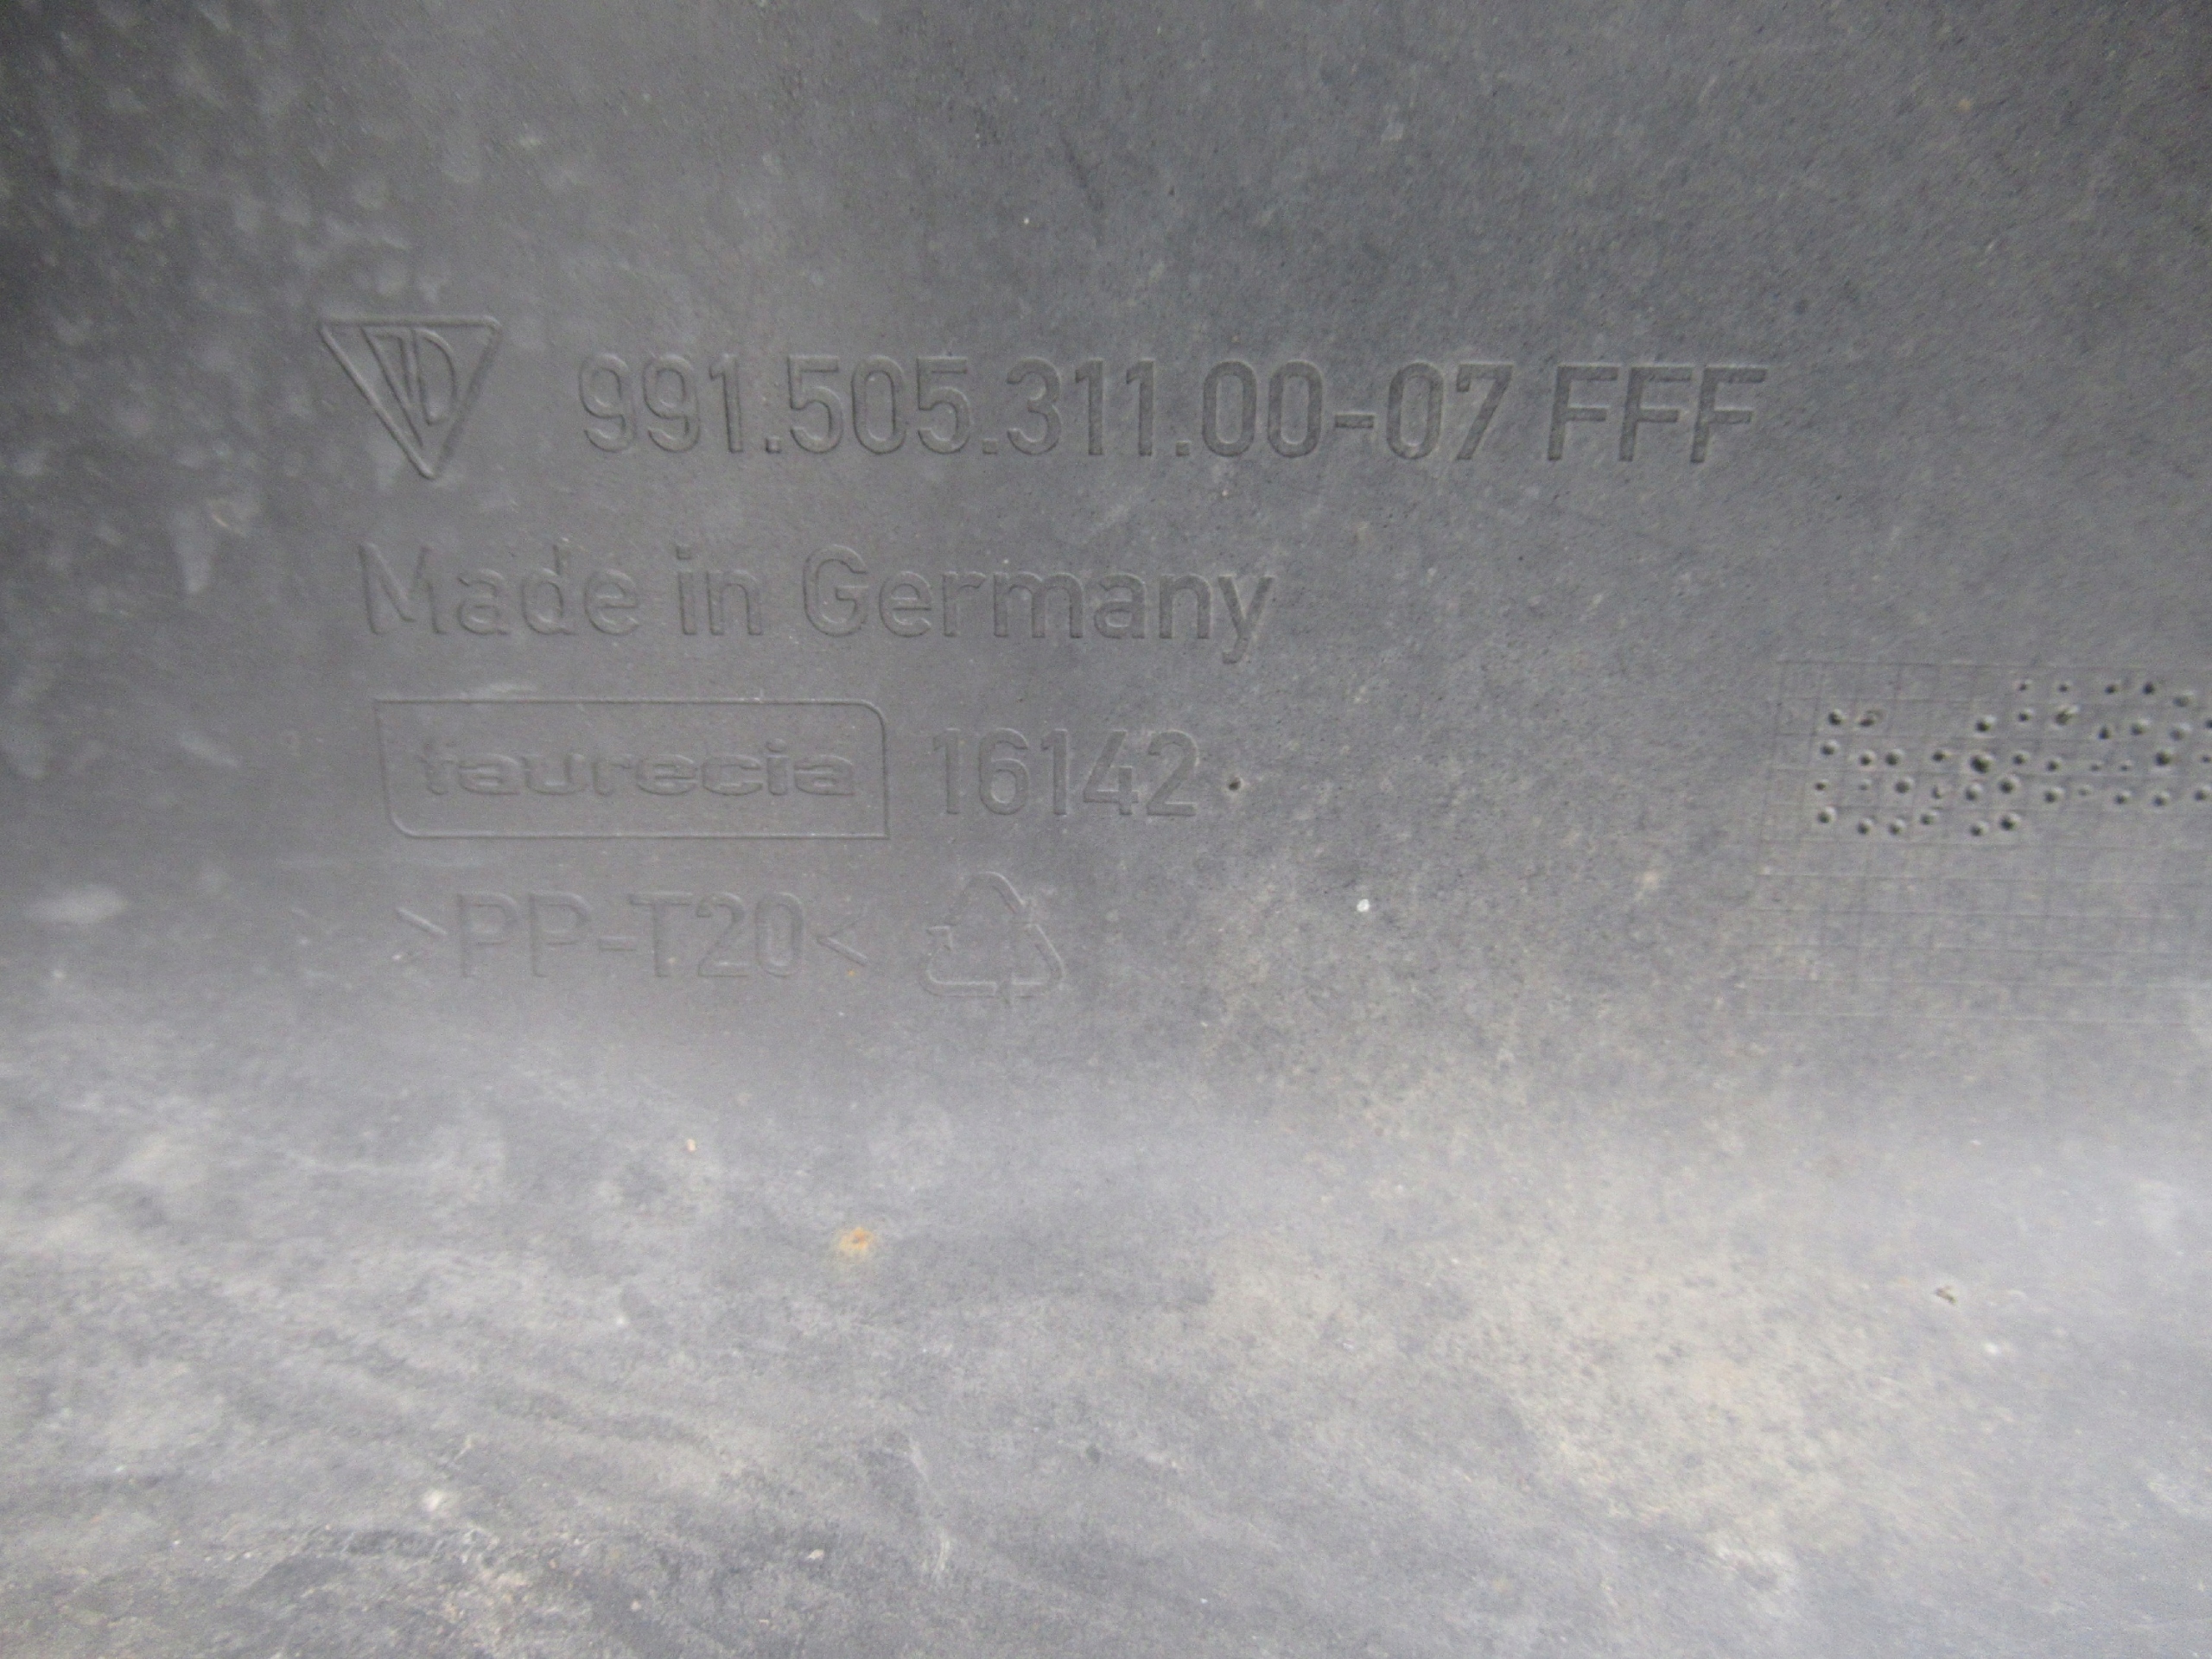 991.505.311.00-07 FFF
Made in Germany
faurecia 16142
>PP-T20<